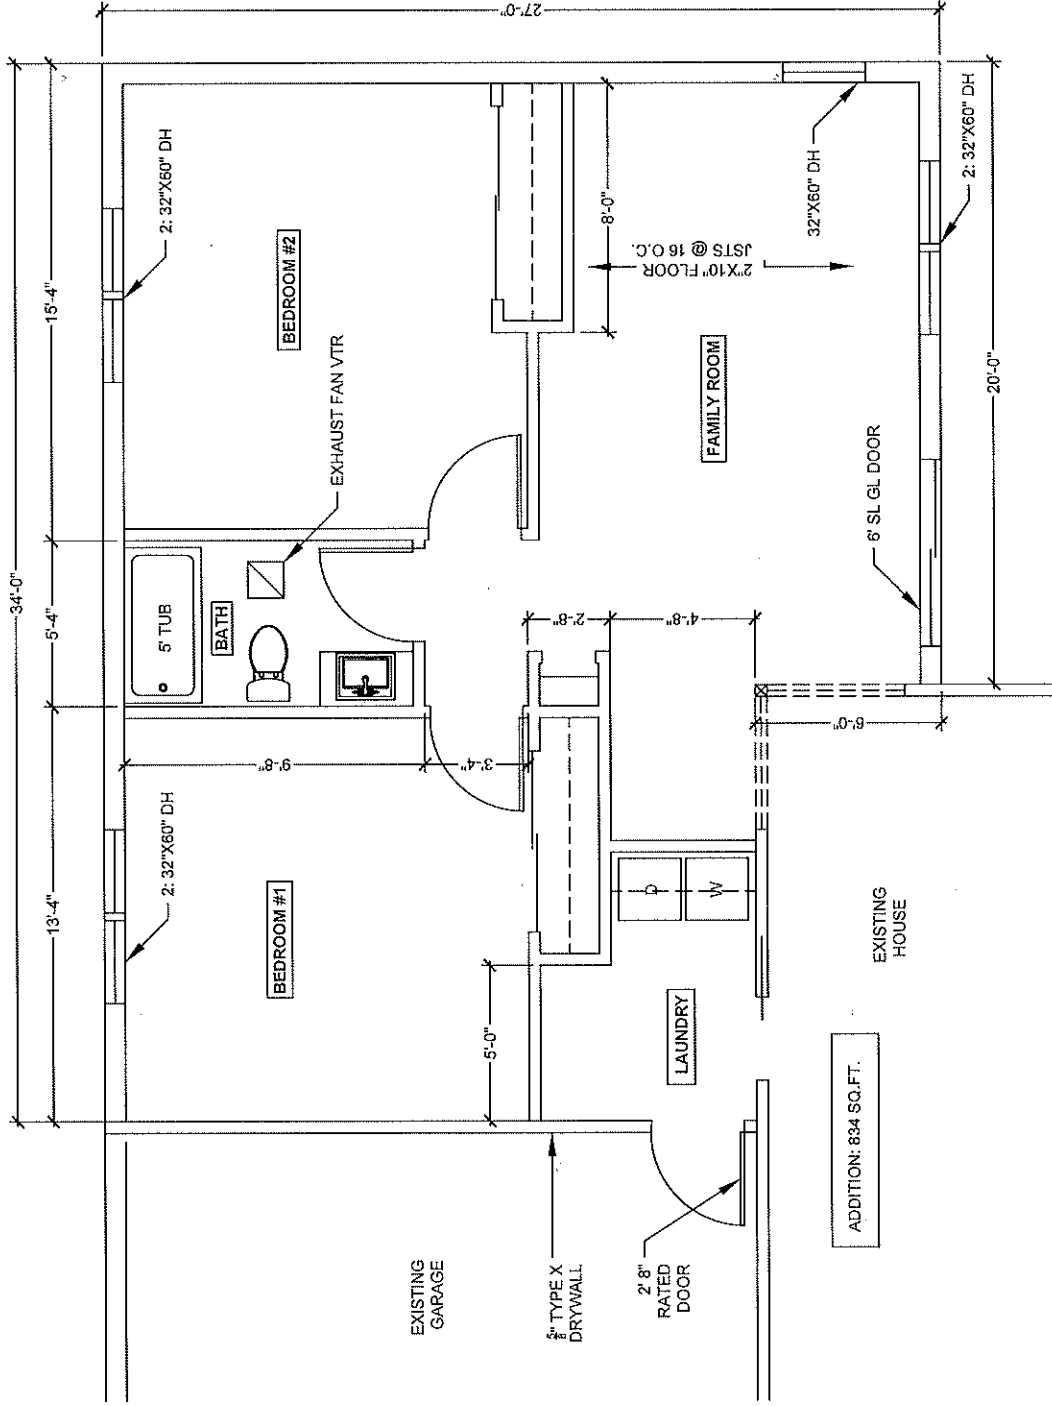 34'-0"
13'-4"
5'-4"
15'-4"
27'-0"
2: 32"X60" DH
2: 32"X60" DH
5' TUB
BATH
EXHAUST FAN VTR
BEDROOM #1
BEDROOM #2
9'-8"
3'-4"
5'-0"
2'-8"
4'-8"
8'-0"
2"X10" FLOOR
JSTS @ 16 O.C.
EXISTING
GARAGE
5/8" TYPE X
DRYWALL
2' 8"
RATED
DOOR
LAUNDRY
D
W
FAMILY ROOM
32"X60" DH
2: 32"X60" DH
6' SL GL DOOR
6'-0"
20'-0"
EXISTING
HOUSE
ADDITION: 834 SQ.FT.